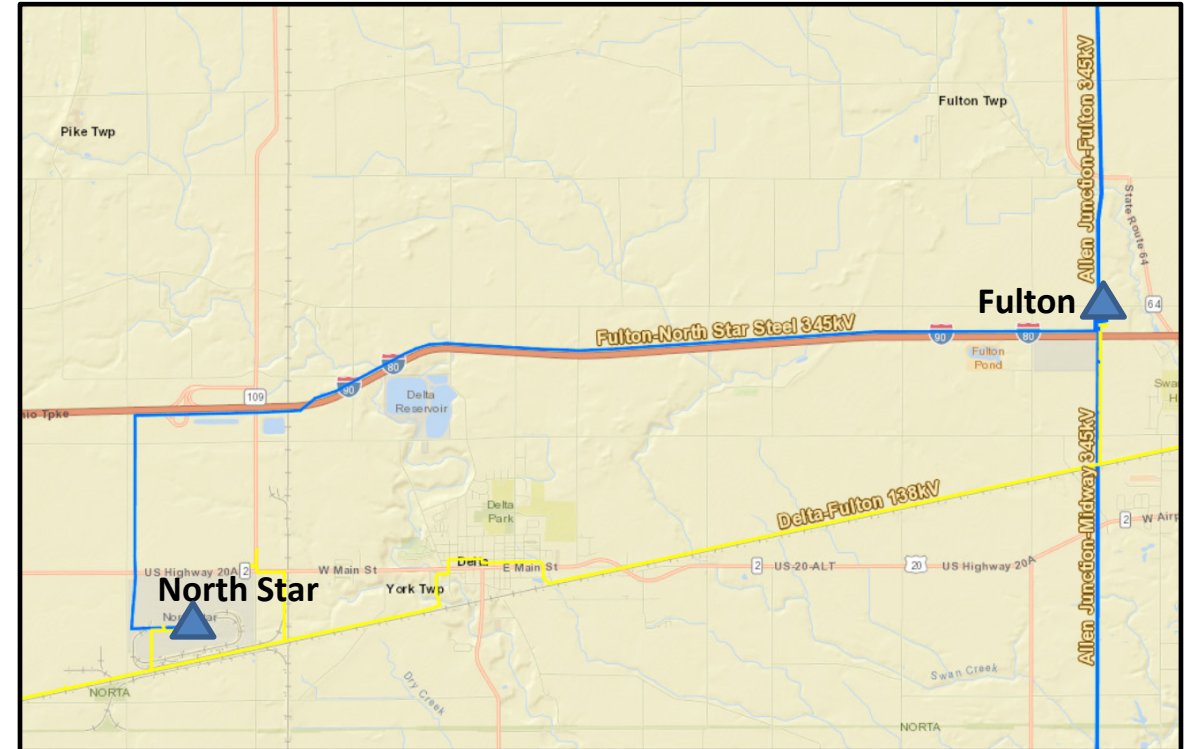 Fulton Twp
Pike Twp
Allen Junction-Fulton 345kV
State Route 64
Fulton
64
Fulton-North Star Steel 345kV
90
80
Fulton
Pond
80
90
109
Delta
Reservoir
io Tpke
Swa
H
Allen Junction-Midway 345kV
Delta-Fulton 138kV
Delta
Park
2
W Airp
US Highway 20A
2
W Main St
Delta
E Main St
2
US-20-ALT
20
US Highway 20A
North Star
York Twp
Swan Creek
Dry Creek
NORTA
NORTA